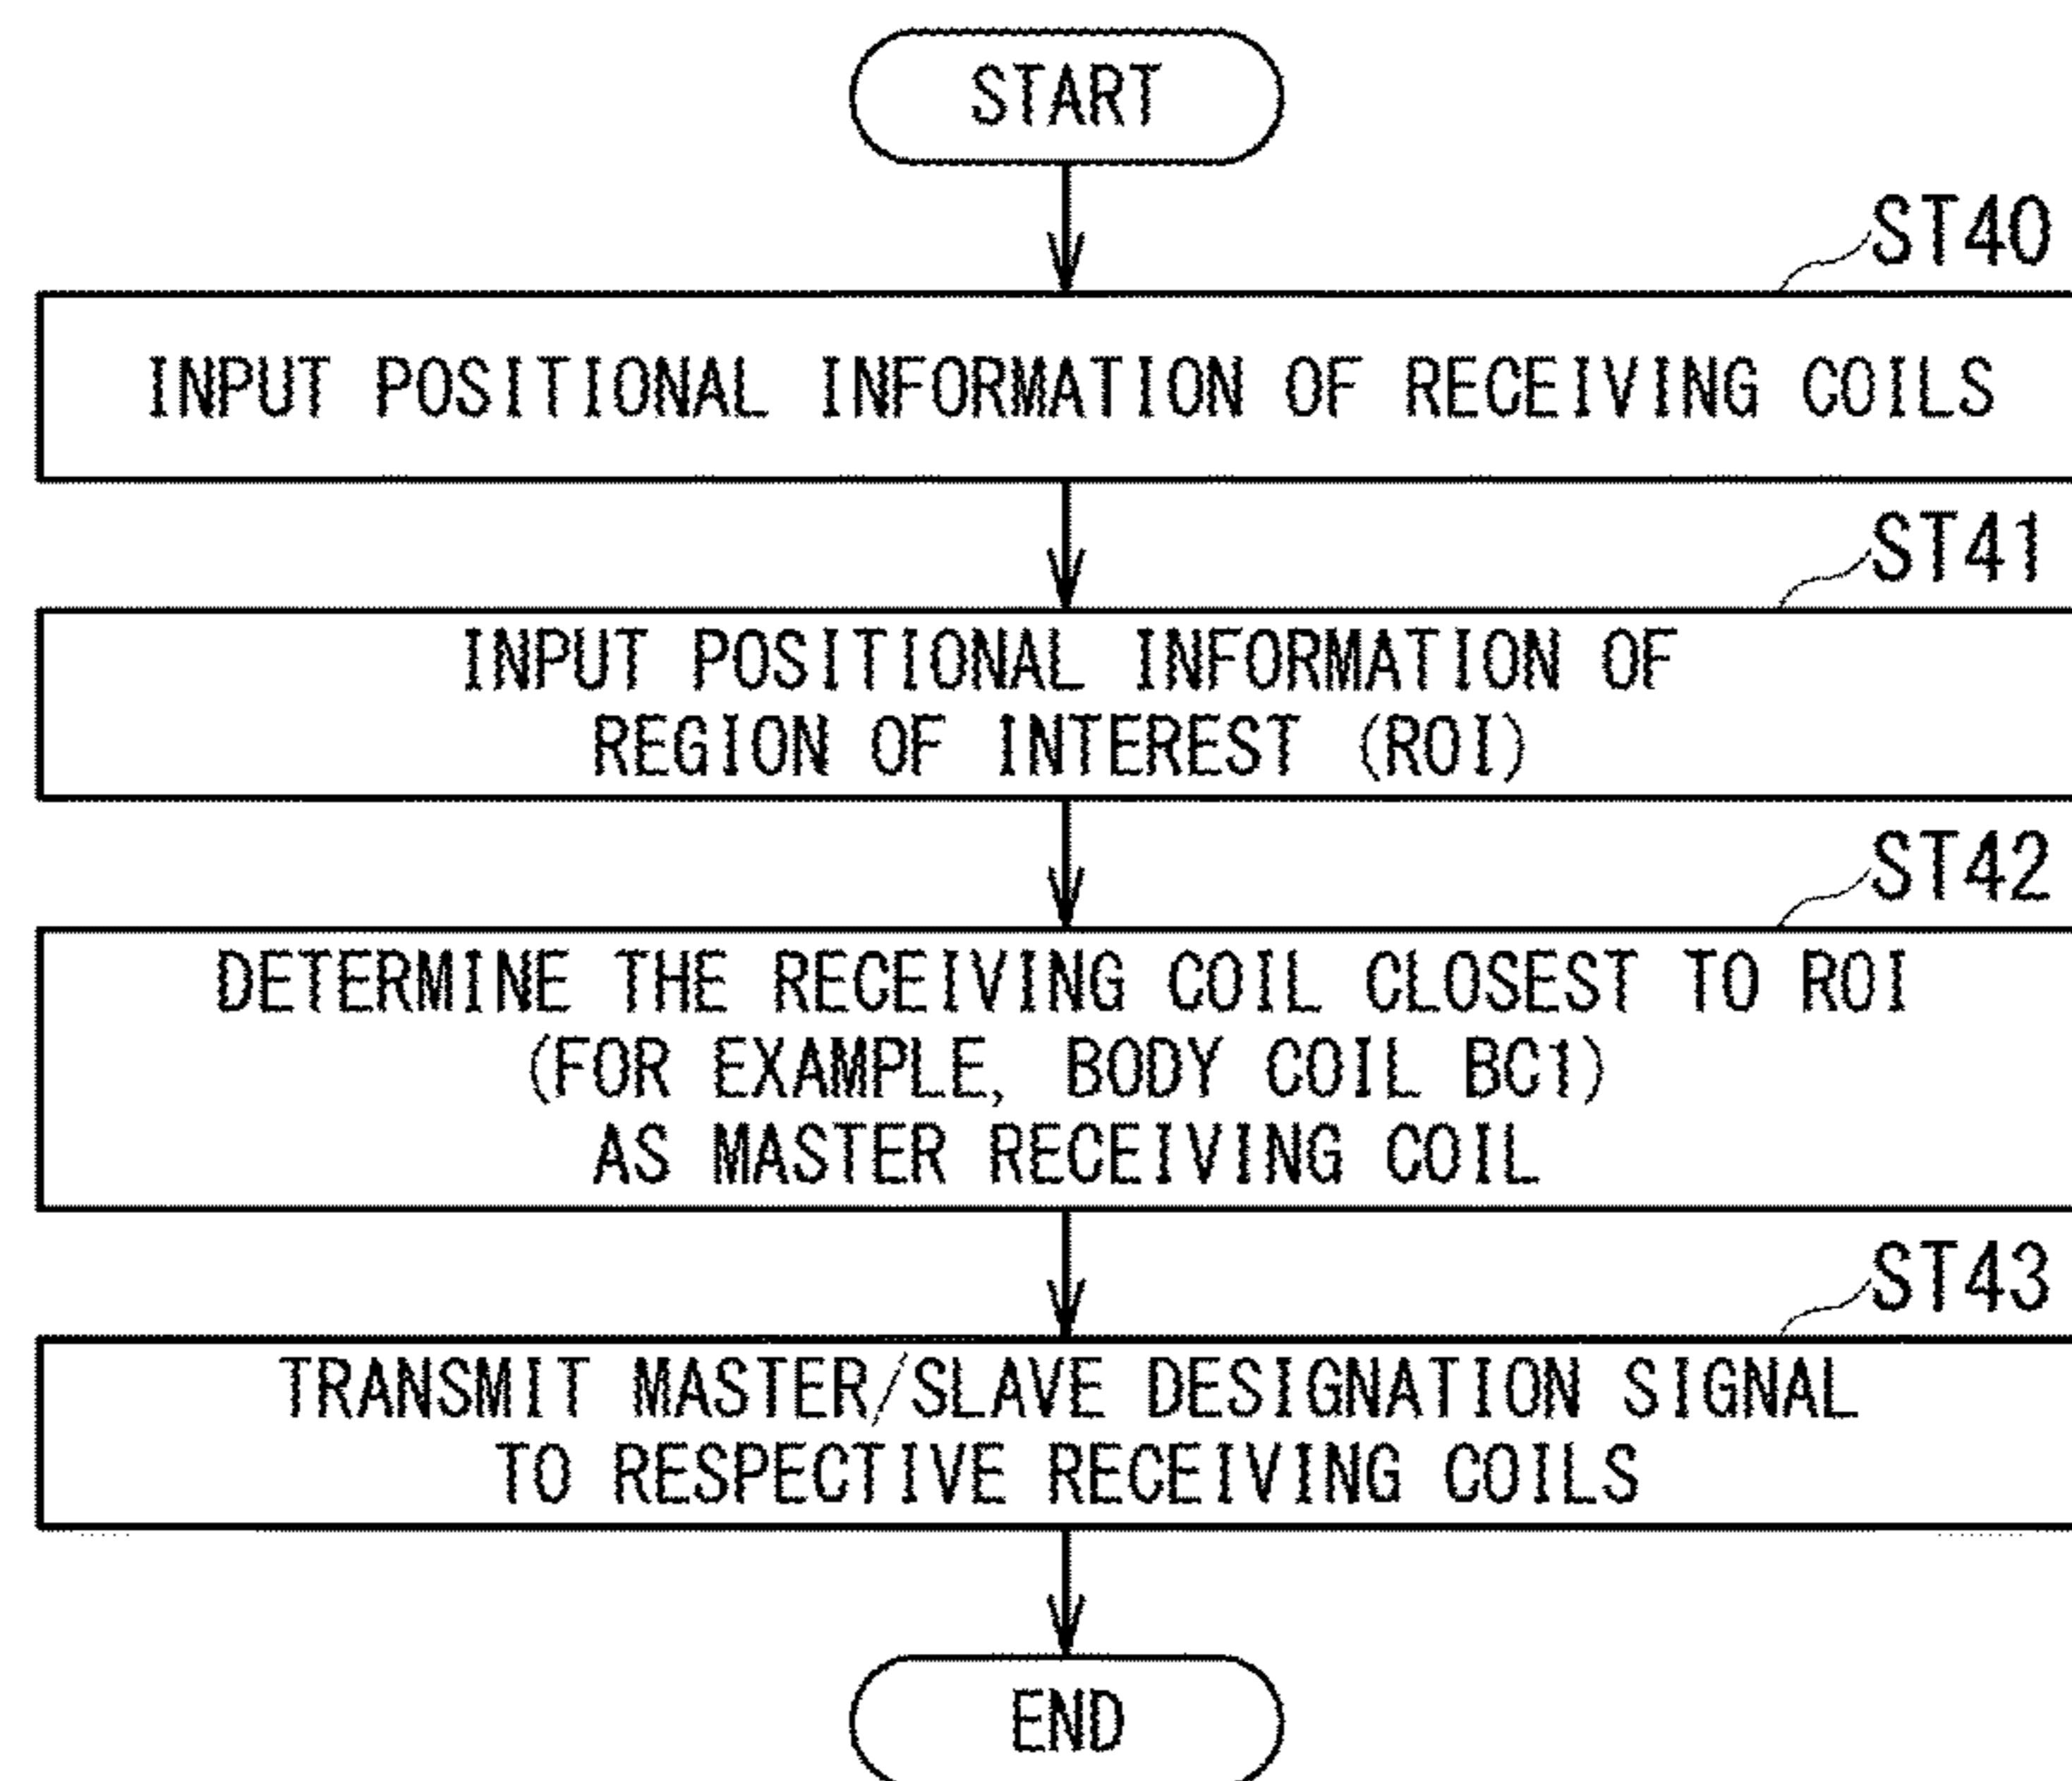 START
ST40
INPUT POSITIONAL INFORMATION OF RECEIVING COILS
ST41
INPUT POSITIONAL INFORMATION OF
REGION OF INTEREST (ROI)
ST42
DETERMINE THE RECEIVING COIL CLOSEST TO ROI
(FOR EXAMPLE, BODY COIL BC1)
AS MASTER RECEIVING COIL
ST43
TRANSMIT MASTER/SLAVE DESIGNATION SIGNAL
TO RESPECTIVE RECEIVING COILS
END